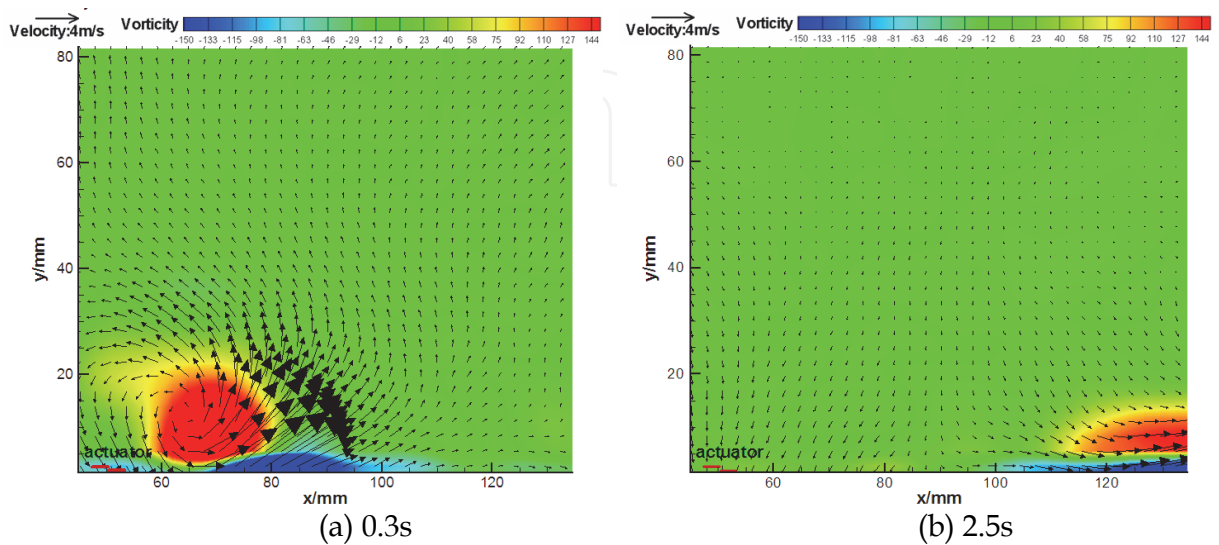 Velocity:4m/s Vorticity
-150 -133 -115 -98 -81 -63 -46 -29 -12 6 23 40 58 75 92 110 127 144
80
60
40
20
y/mm
actuator
60 80 100 120
x/mm
(a) 0.3s
Velocity:4m/s Vorticity
-150 -133 -115 -98 -81 -63 -46 -29 -12 6 23 40 58 75 92 110 127 144
80
60
40
20
y/mm
actuator
60 80 100 120
x/mm
(b) 2.5s